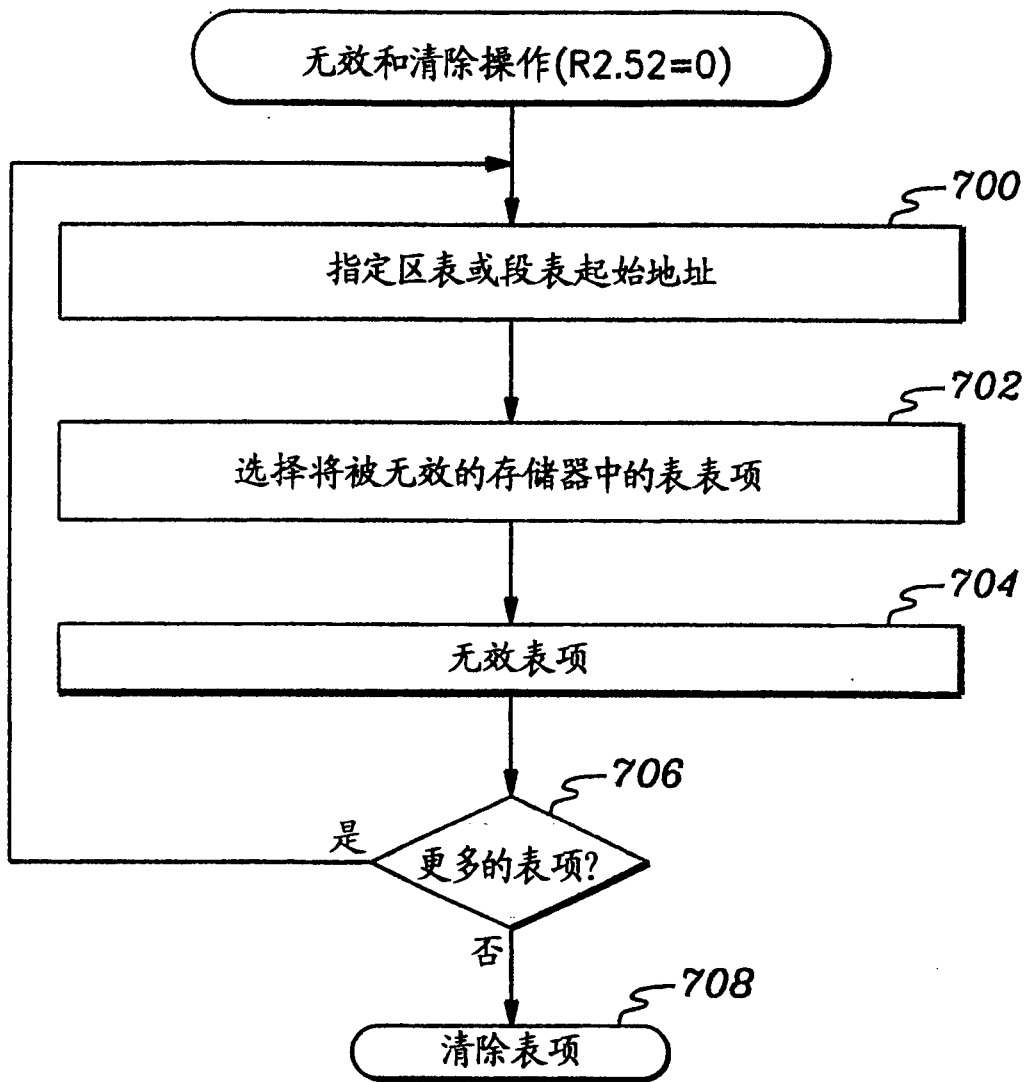 无效和清除操作(R2.52=0)
700
指定区表或段表起始地址
702
选择将被无效的存储器中的表表项
704
无效表项
706
是
更多的表项?
否
708
清除表项